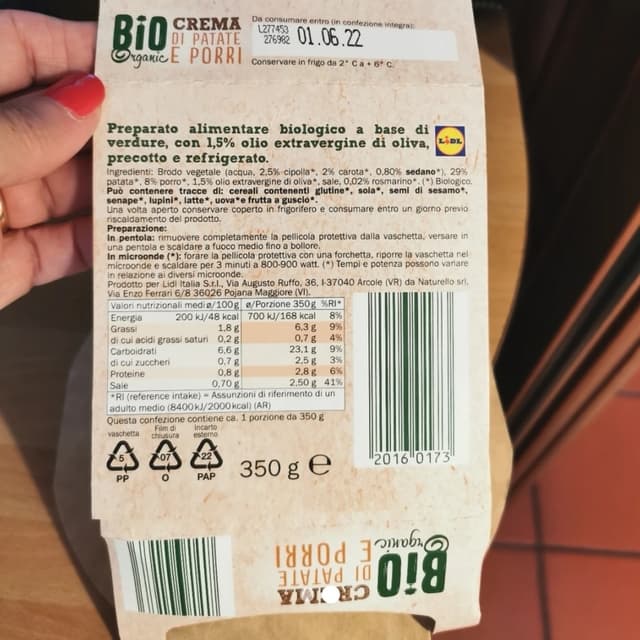 BiO
Organic
CREMA
DI PATATE
E PORRI
Da consumare entro (in confezione integra):
L277453
276982 01.06.22
Conservare in frigo da 2° C a + 6° C.
Preparato alimentare biologico a base di
verdure, con 1,5% olio extravergine di oliva,
precotto e refrigerato.
LiDL
Ingredienti: Brodo vegetale (acqua, 2,5% cipolla*, 2% carota*, 0,80% sedano*), 29%
patata*, 8% porro*, 1,5% olio extravergine di oliva*, sale, 0,02% rosmarino*. (*) Biologico.
Può contenere tracce di: cereali contenenti glutine*, soia*, semi di sesamo*,
senape*, lupini*, latte*, uova* e frutta a guscio*.
Una volta aperto conservare coperto in frigorifero e consumare entro un giorno previo
riscaldamento del prodotto.
Preparazione:
In pentola: rimuovere completamente la pellicola protettiva dalla vaschetta, versare in
una pentola e scaldare a fuoco medio fino a bollore.
In microonde (*): forare la pellicola protettiva con una forchetta, riporre la vaschetta nel
microonde e scaldare per 3 minuti a 800-900 watt. (*) Tempi e potenza possono variare
in relazione ai diversi microonde.
Prodotto per Lidl Italia S.r.l., Via Augusto Ruffo, 36, I-37040 Arcole (VR) da Naturello srl,
Via Enzo Ferrari 6/8 36026 Pojana Maggiore (VI).
Valori nutrizionali medi ø/100g ø/Porzione 350g %RI*
Energia 200 kJ/48 kcal 700 kJ/168 kcal 8%
Grassi 1,8 g 6,3 g 9%
di cui acidi grassi saturi 0,2 g 0,7 g 4%
Carboidrati 6,6 g 23,1 g 9%
di cui zuccheri 0,7 g 2,5 g 3%
Proteine 0,8 g 2,8 g 6%
Sale 0,70 g 2,50 g 41%
*RI (reference intake) = Assunzioni di riferimento di un
adulto medio (8400kJ/2000kcal) (AR)
Questa confezione contiene ca. 1 porzione da 350 g
vaschetta Film di chiusura incarto esterno
5 07 22
PP O PAP
350 g e
2016 0173
BiO
Organic
CREMA
DI PATATE
E PORRI